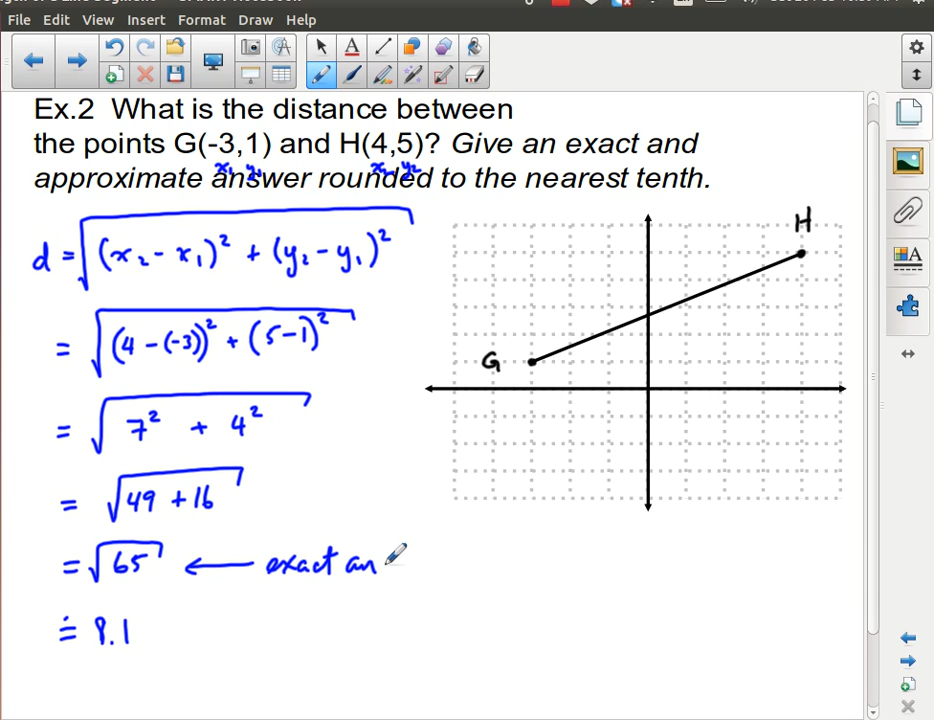 File Edit View Insert Format Draw Help
Ex.2 What is the distance between
the points G(-3,1) and H(4,5)? Give an exact and
x₁ y₁ x₂ y₂
approximate answer rounded to the nearest tenth.
d = √((x₂ - x₁)² + (y₂ - y₁)²)
= √((4 - (-3))² + (5 - 1)²)
= √(7² + 4²)
= √(49 + 16)
= √65 ← exact an
≐ 8.1
H
G
A
A